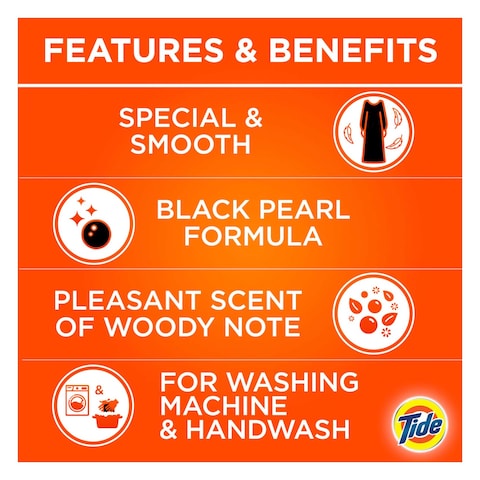 FEATURES & BENEFITS
SPECIAL &
SMOOTH
BLACK PEARL
FORMULA
PLEASANT SCENT
OF WOODY NOTE
&
FOR WASHING
MACHINE
& HANDWASH
Tide